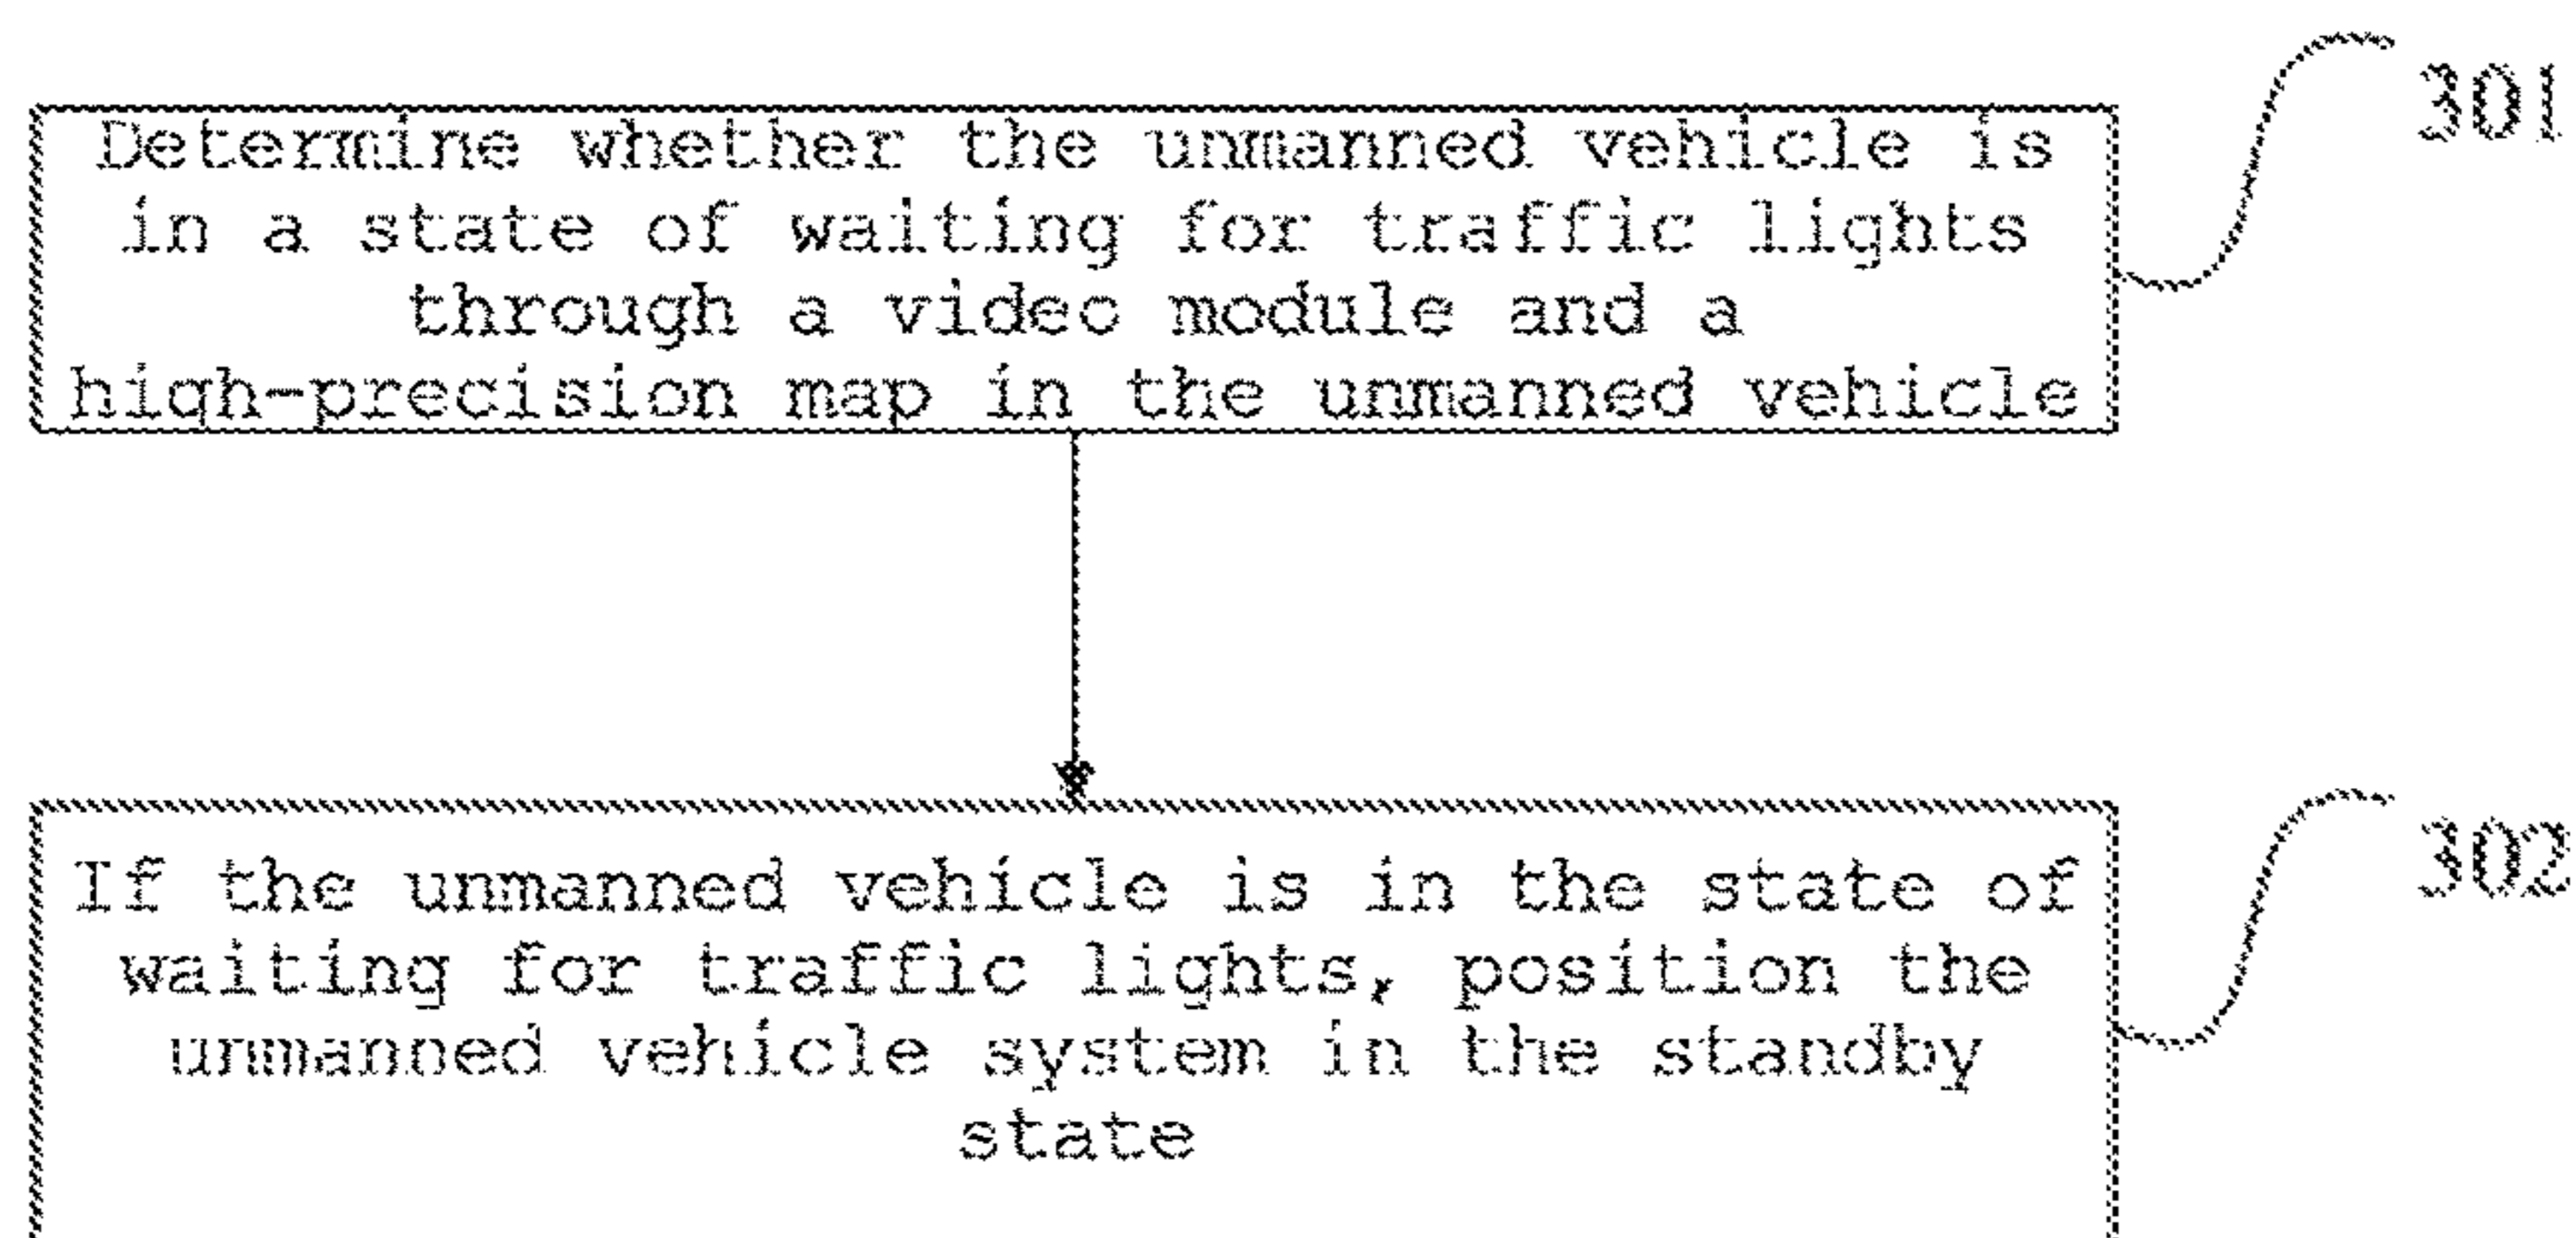 301
Determine whether the unmanned vehicle is
in a state of waiting for traffic lights
through a video module and a
high-precision map in the unmanned vehicle
302
If the unmanned vehicle is in the state of
waiting for traffic lights, position the
unmanned vehicle system in the standby
state